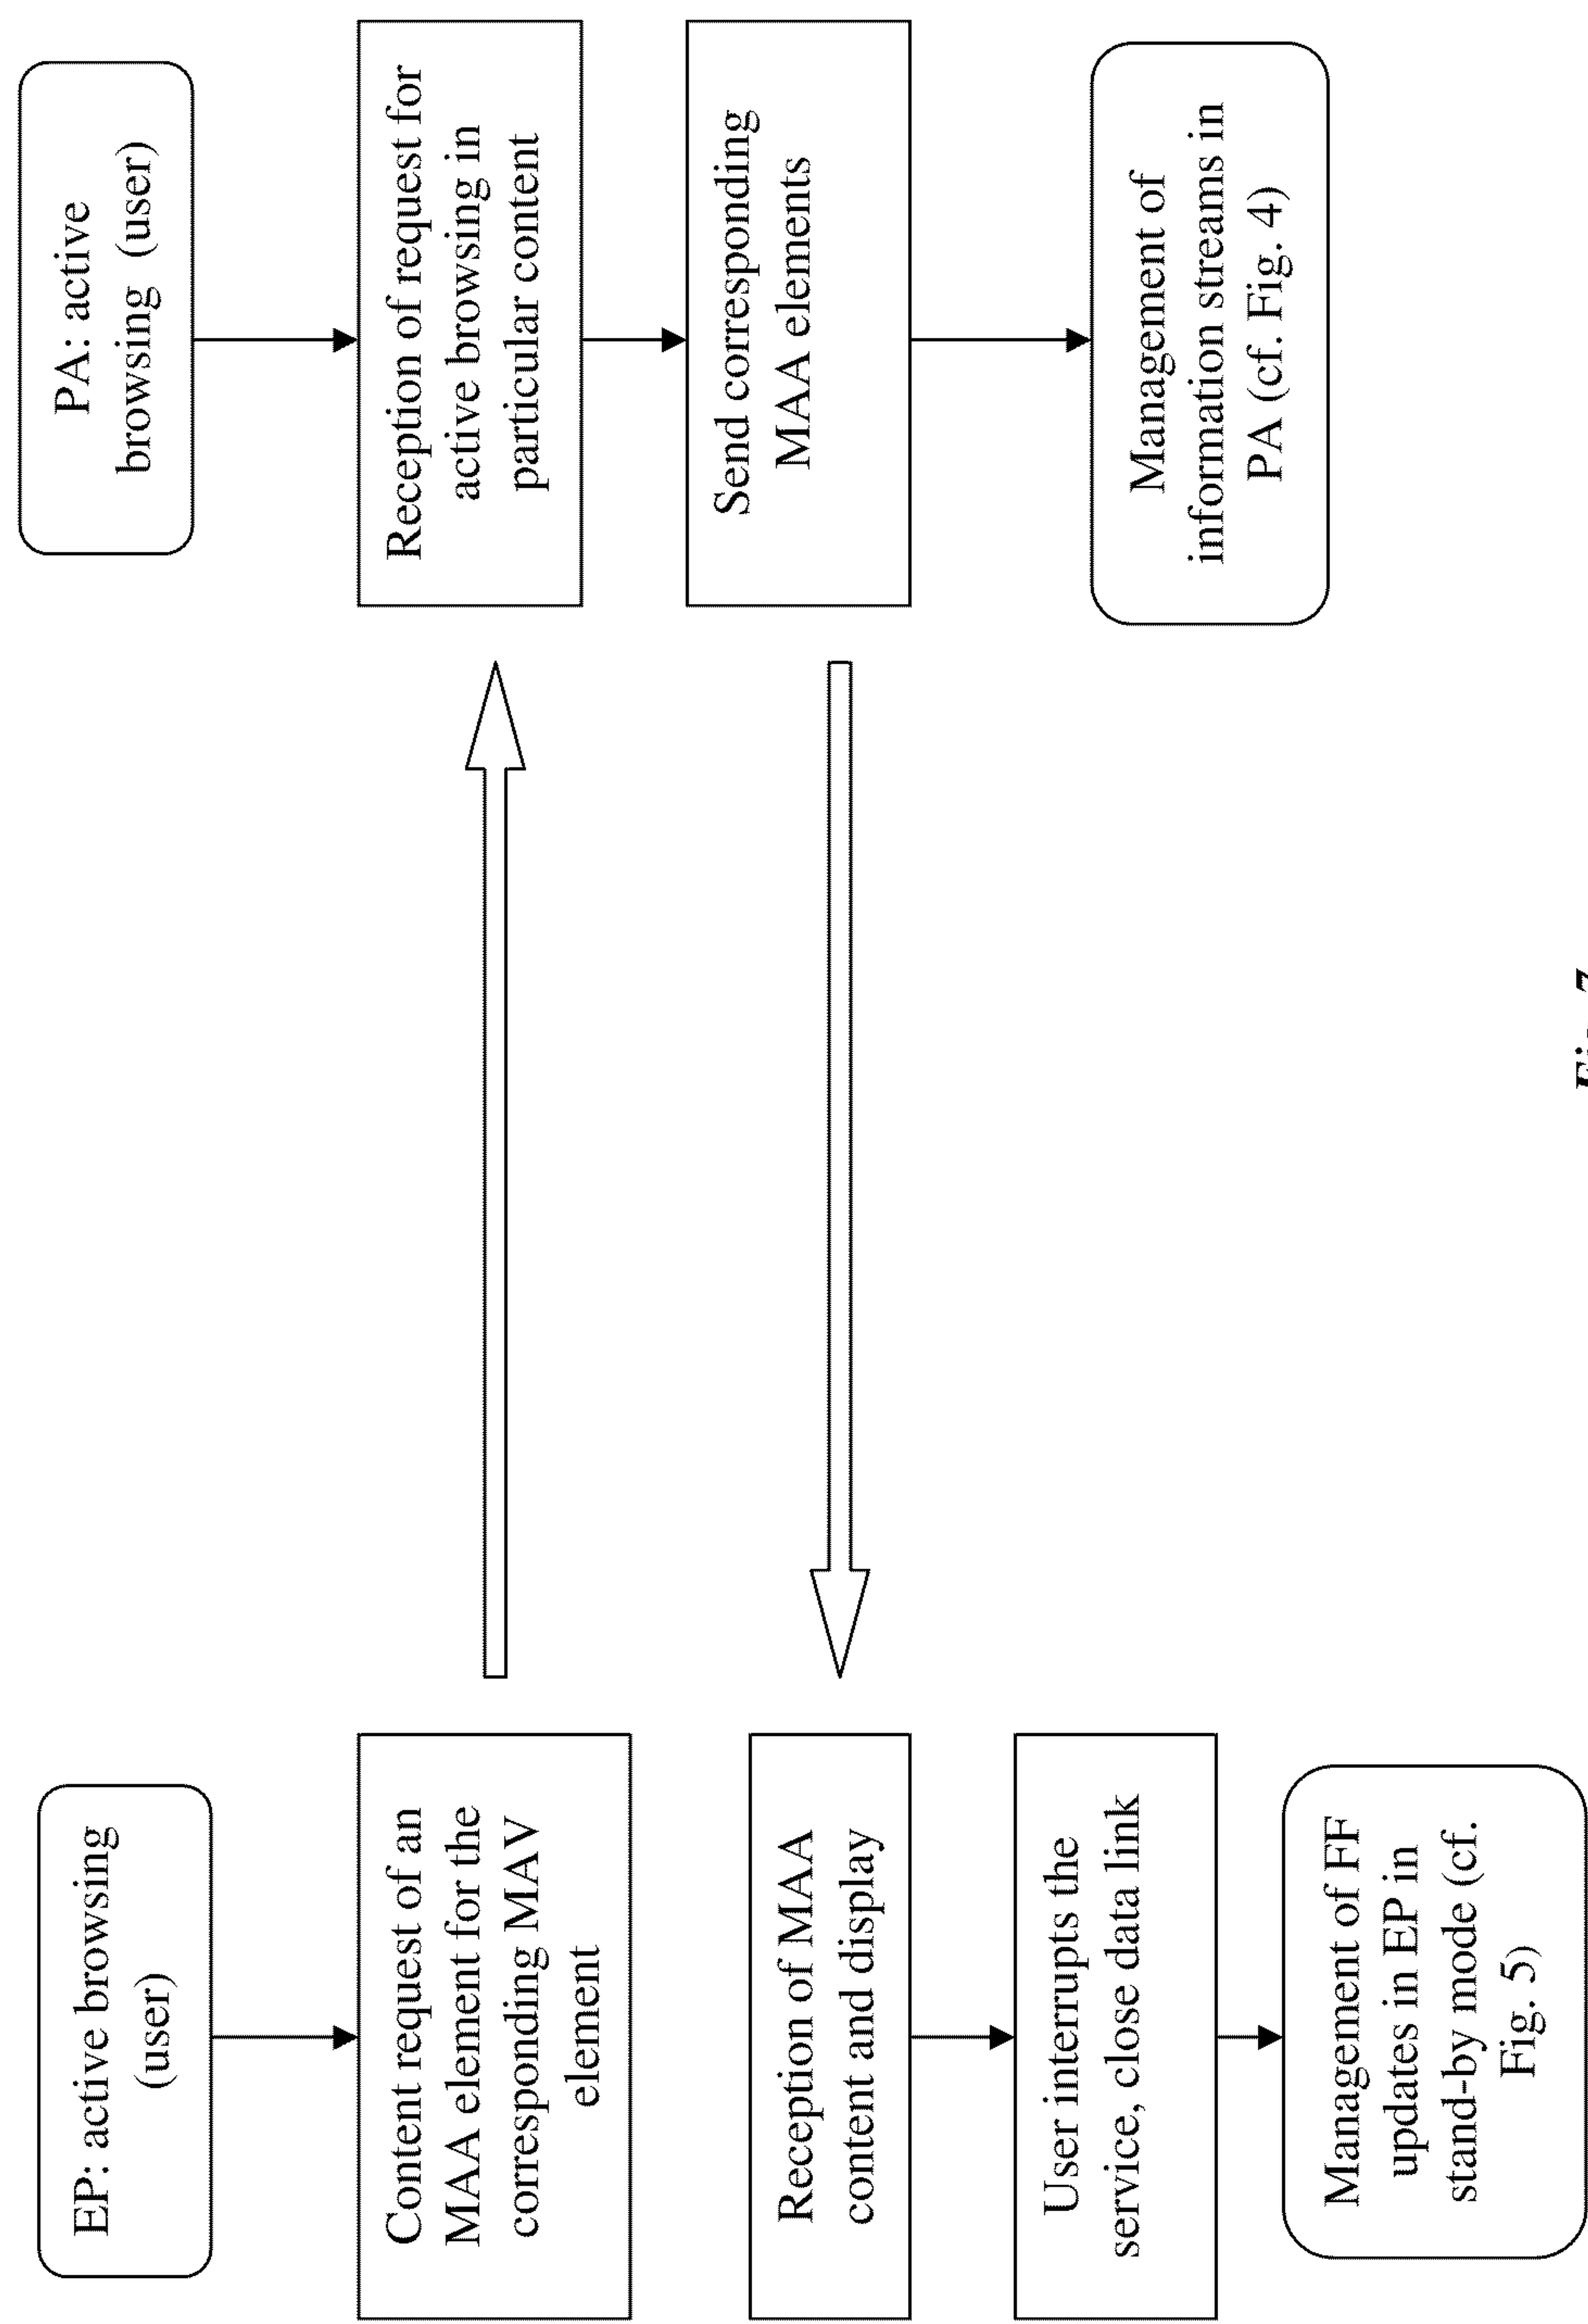 EP: active browsing
(user)
Content request of an
MAA element for the
corresponding MAV
element
Reception of MAA
content and display
User interrupts the
service, close data link
Management of FF
updates in EP in
stand-by mode (cf.
Fig. 5)
PA: active
browsing (user)
Reception of request for
active browsing in
particular content
Send corresponding
MAA elements
Management of
information streams in
PA (cf. Fig. 4)